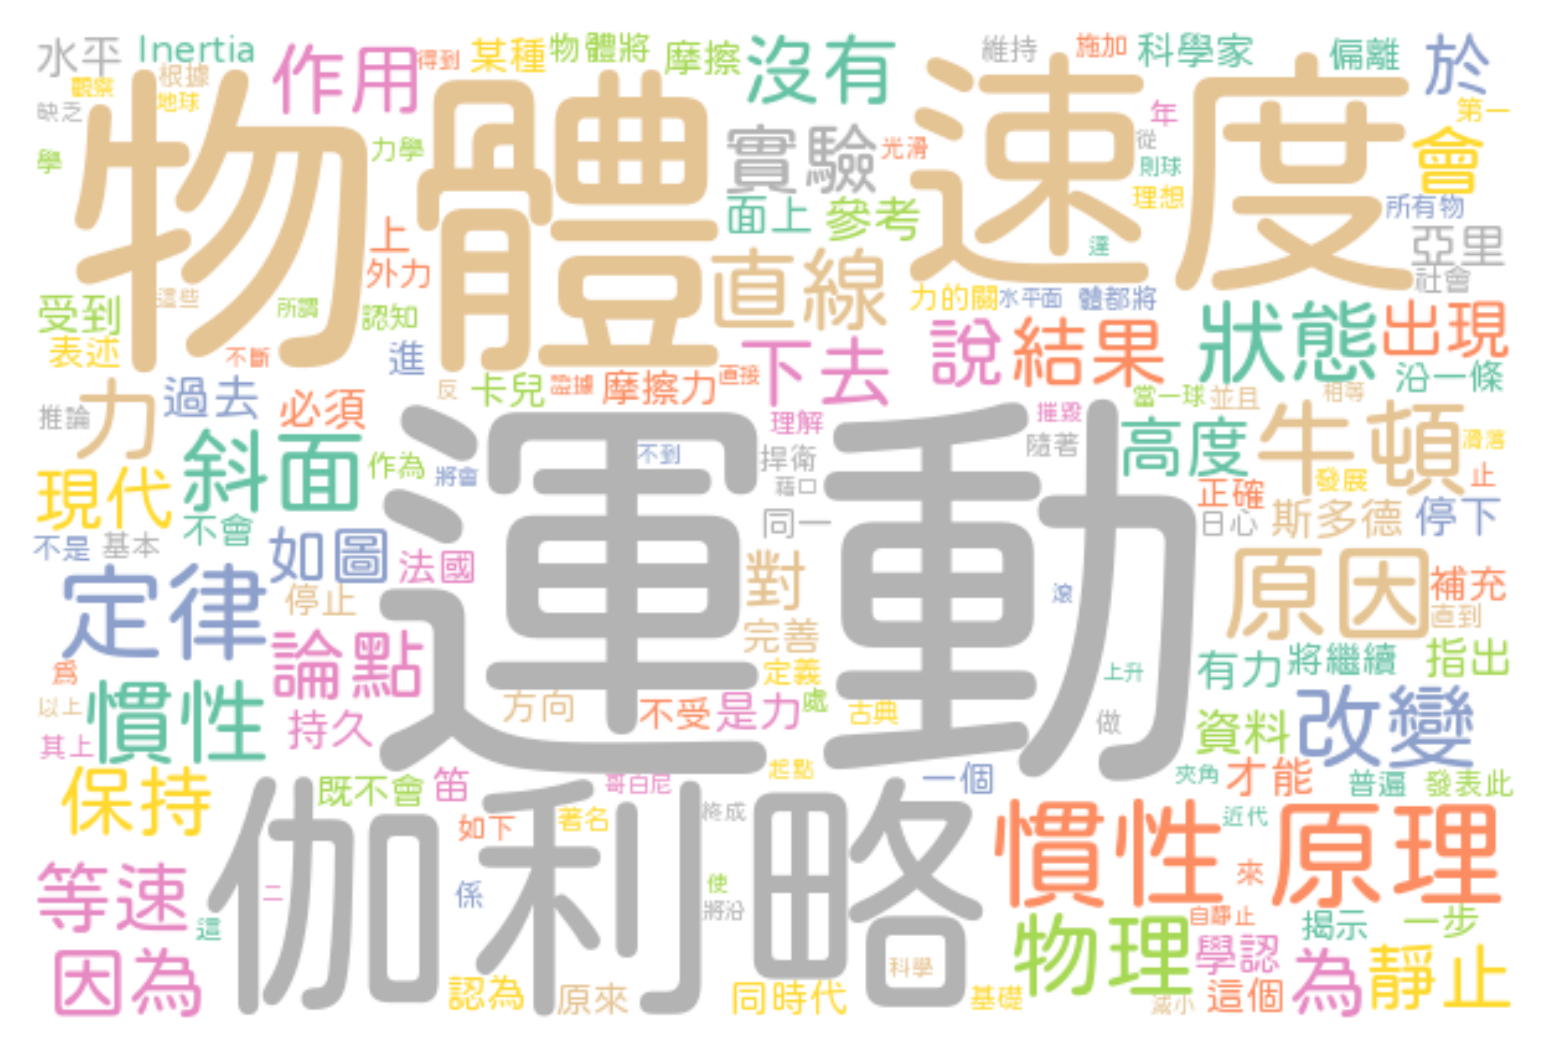 水平
Inertia
作用
得到
某種
物體將
摩擦
沒有
維持
施加
科學家
偏離
於
觀察
根據
地球
缺乏
物體
速度
年
第一
學
力學
實驗
光滑
從
則球
會
理想
面上
參考
所有物
上
外力
直線
運
亞里
社會
受到
這些
所謂
認知
力的關
水平面
體都將
表述
不斷
進
下去
說
結果
狀態
出現
反
卡兒
證據
摩擦力
直接
沿一條
推論
力
過去
必須
理解
摧毀
當一球
並且
相等
斜面
運動
不到
捍衛
隨著
高度
牛頓
滑落
作為
將會
藉口
發展
止
現代
正確
不會
同一
日心
斯多德
停下
不是
基本
如圖
法國
對
原因
補充
定律
停止
滾
直到
完善
論點
定義
上升
有力
將繼續
指出
為
以上
慣性
持久
方向
不受
是力
處
古典
做
資料
改變
其上
保持
既不會
笛
哥白尼
起點
一個
夾角
才能
普遍
發表此
伽利略
如下
著名
終成
慣性原理
近代
等速
二
係
使
來
將沿
這
自靜止
揭示
一步
因為
科學
物理
學認
為
靜止
認為
原來
同時代
基礎
減小
這個